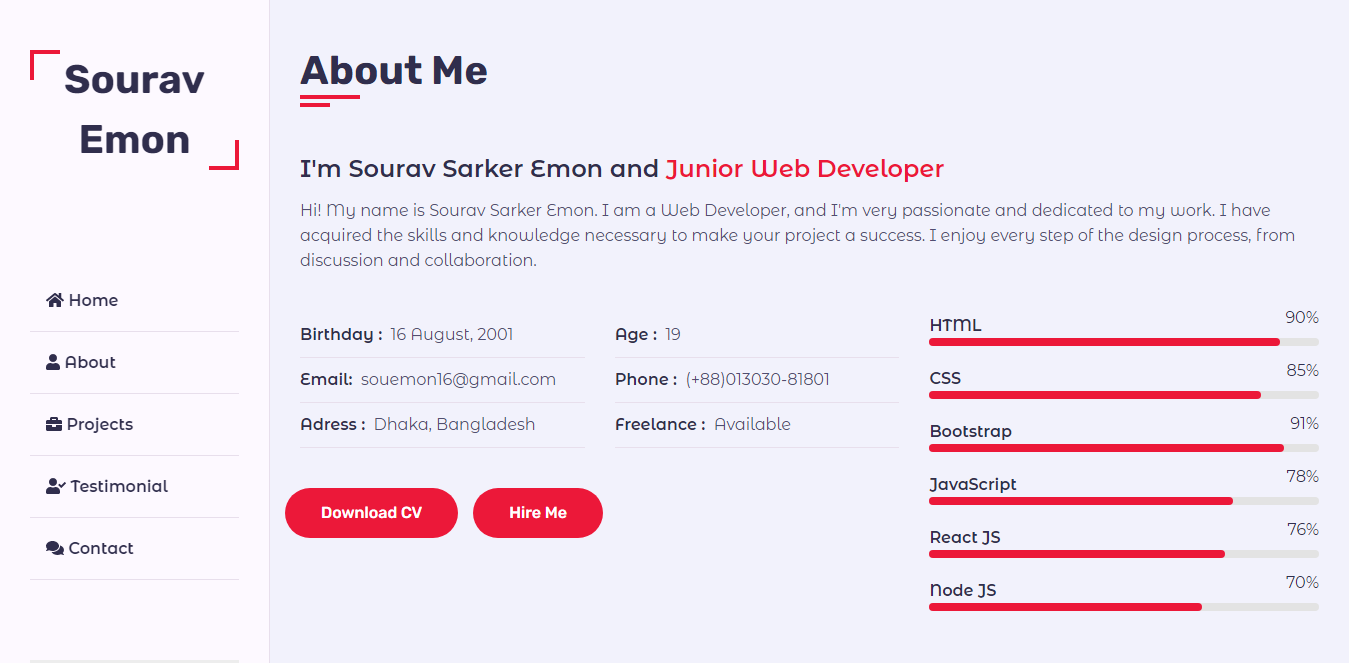 Sourav
Emon
Home
About
Projects
Testimonial
Contact
About Me
I'm Sourav Sarker Emon and Junior Web Developer
Hi! My name is Sourav Sarker Emon. I am a Web Developer, and I'm very passionate and dedicated to my work. I have
acquired the skills and knowledge necessary to make your project a success. I enjoy every step of the design process, from
discussion and collaboration.
Birthday : 16 August, 2001
Age : 19
Email: souemon16@gmail.com
Phone : (+88)013030-81801
Adress : Dhaka, Bangladesh
Freelance : Available
Download CV
Hire Me
HTML 90%
CSS 85%
Bootstrap 91%
JavaScript 78%
React JS 76%
Node JS 70%